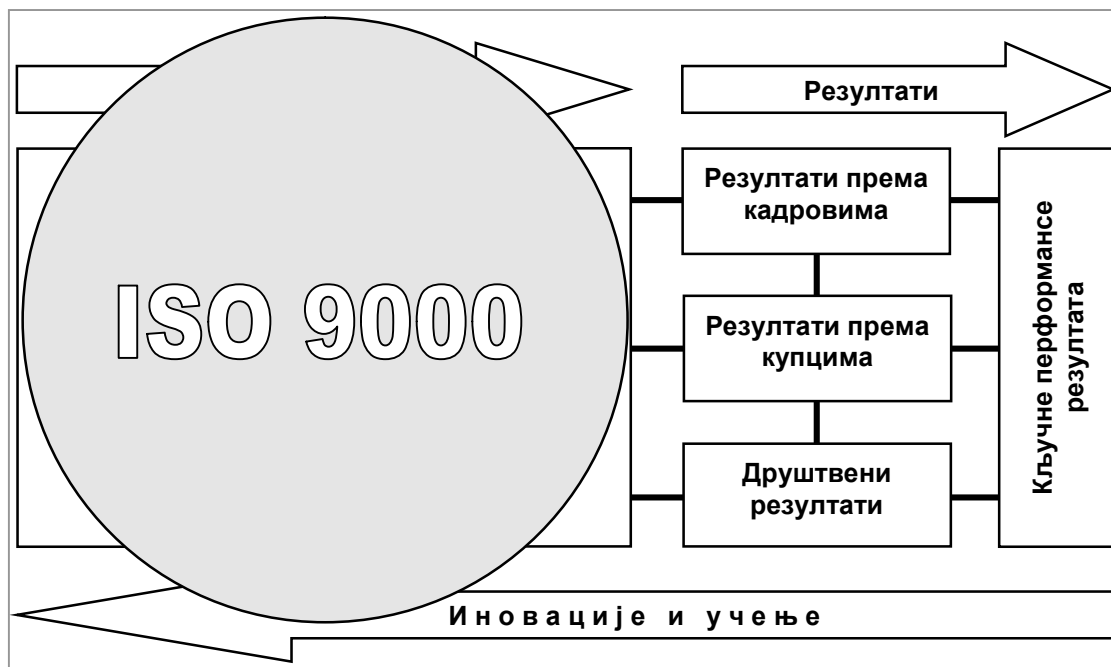 Резултати
Резултати према
кадровима
ISO 9000
Резултати према
купцима
Друштвени
резултати
Кључне перформансе
резултата
Иновације и учење